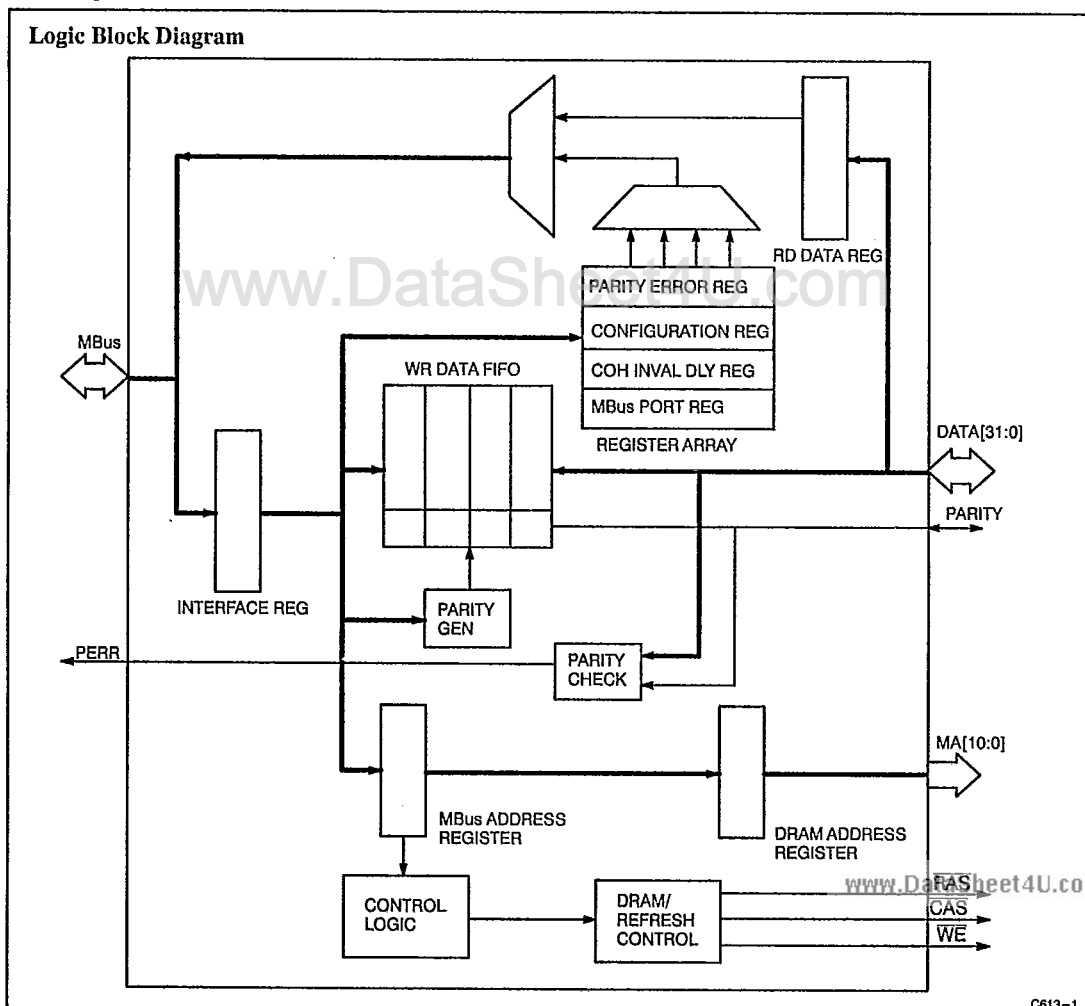 Logic Block Diagram
RD DATA REG
www.DataSheet4U.com
PARITY ERROR REG
CONFIGURATION REG
COH INVAL DLY REG
MBus PORT REG
REGISTER ARRAY
MBus
WR DATA FIFO
DATA[31:0]
PARITY
INTERFACE REG
PARITY
GEN
PERR
PARITY
CHECK
MA[10:0]
MBus ADDRESS
REGISTER
DRAM ADDRESS
REGISTER
CONTROL
LOGIC
DRAM/
REFRESH
CONTROL
www.DataSheet4U.co
RAS
CAS
WE
C613-1